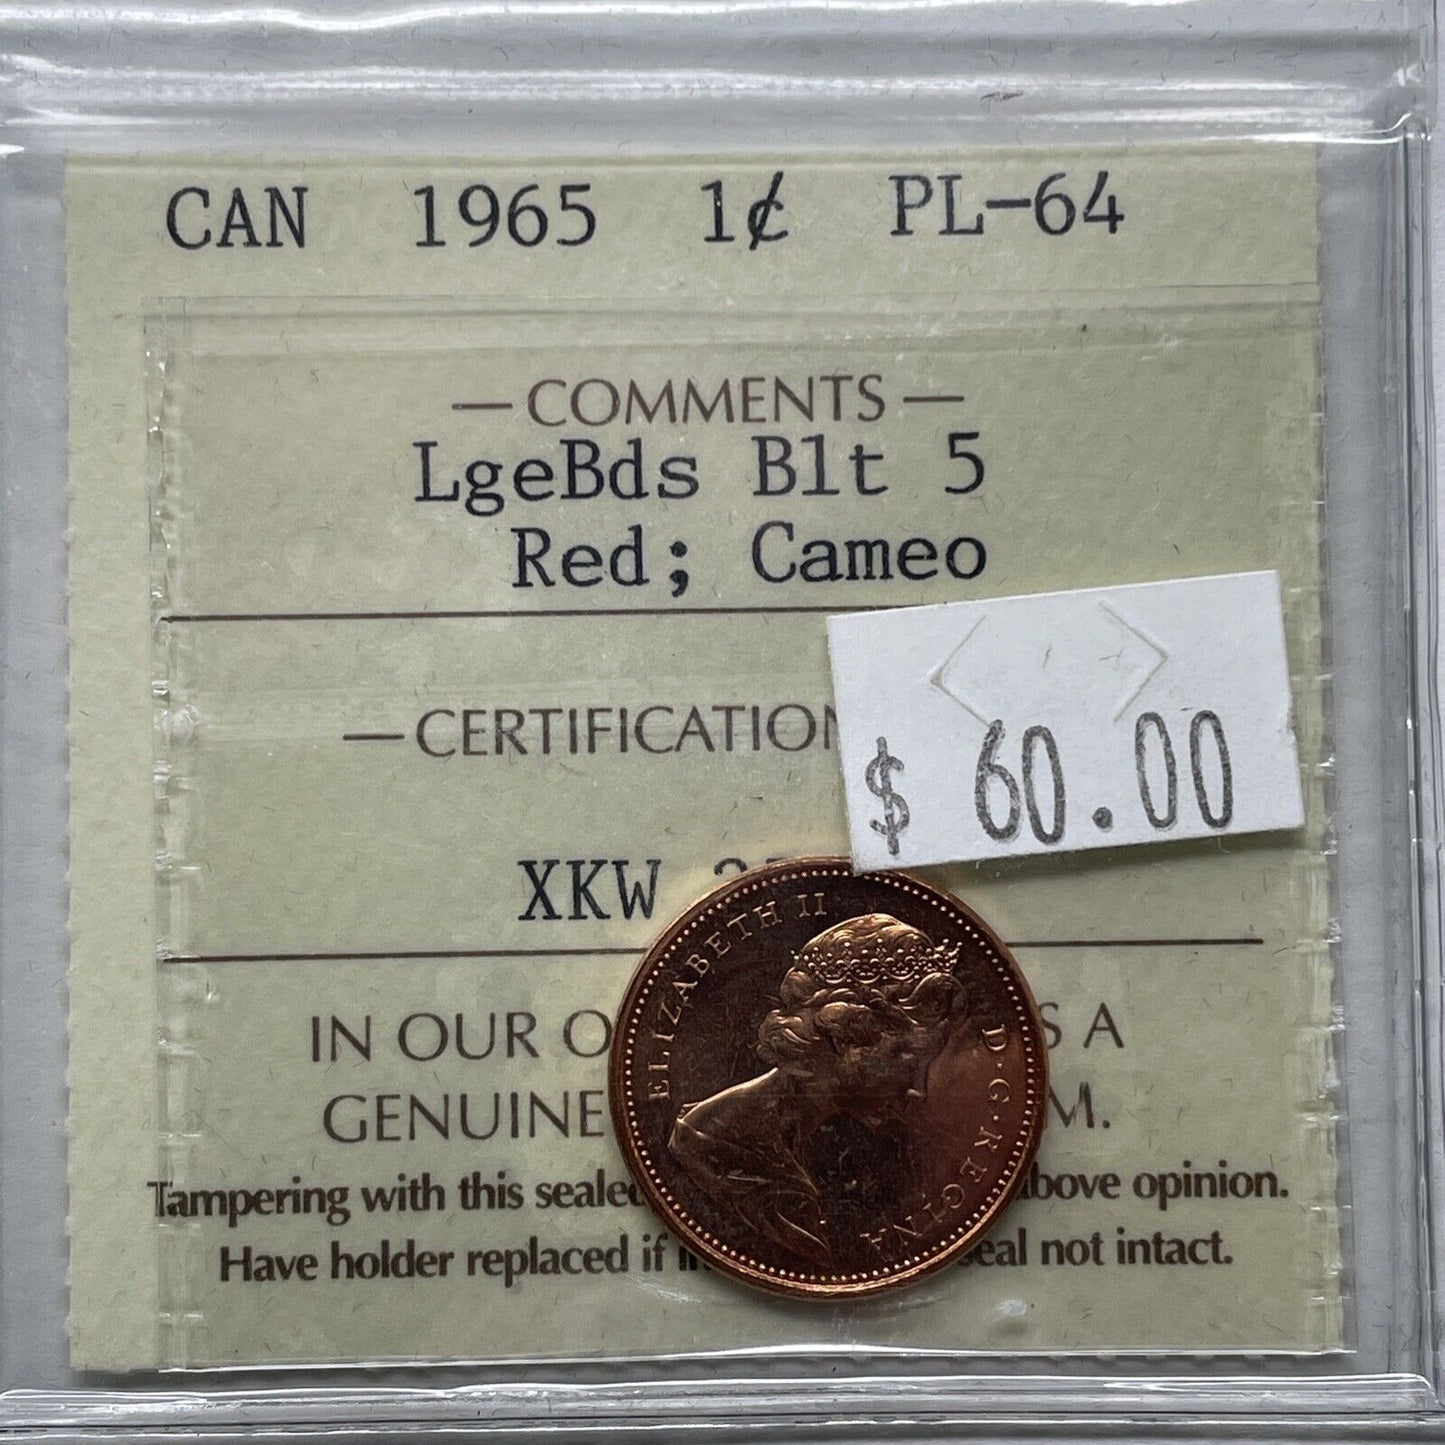 CAN 1965 1¢ PL-64
— COMMENTS —
LgeBds Blt 5
Red; Cameo
— CERTIFICATION
$ 60.00
XKW
ELIZABETH II D·G·REGINA
IN OUR S A
GENUINE M.
Tampering with this sealed above opinion.
Have holder replaced if seal not intact.